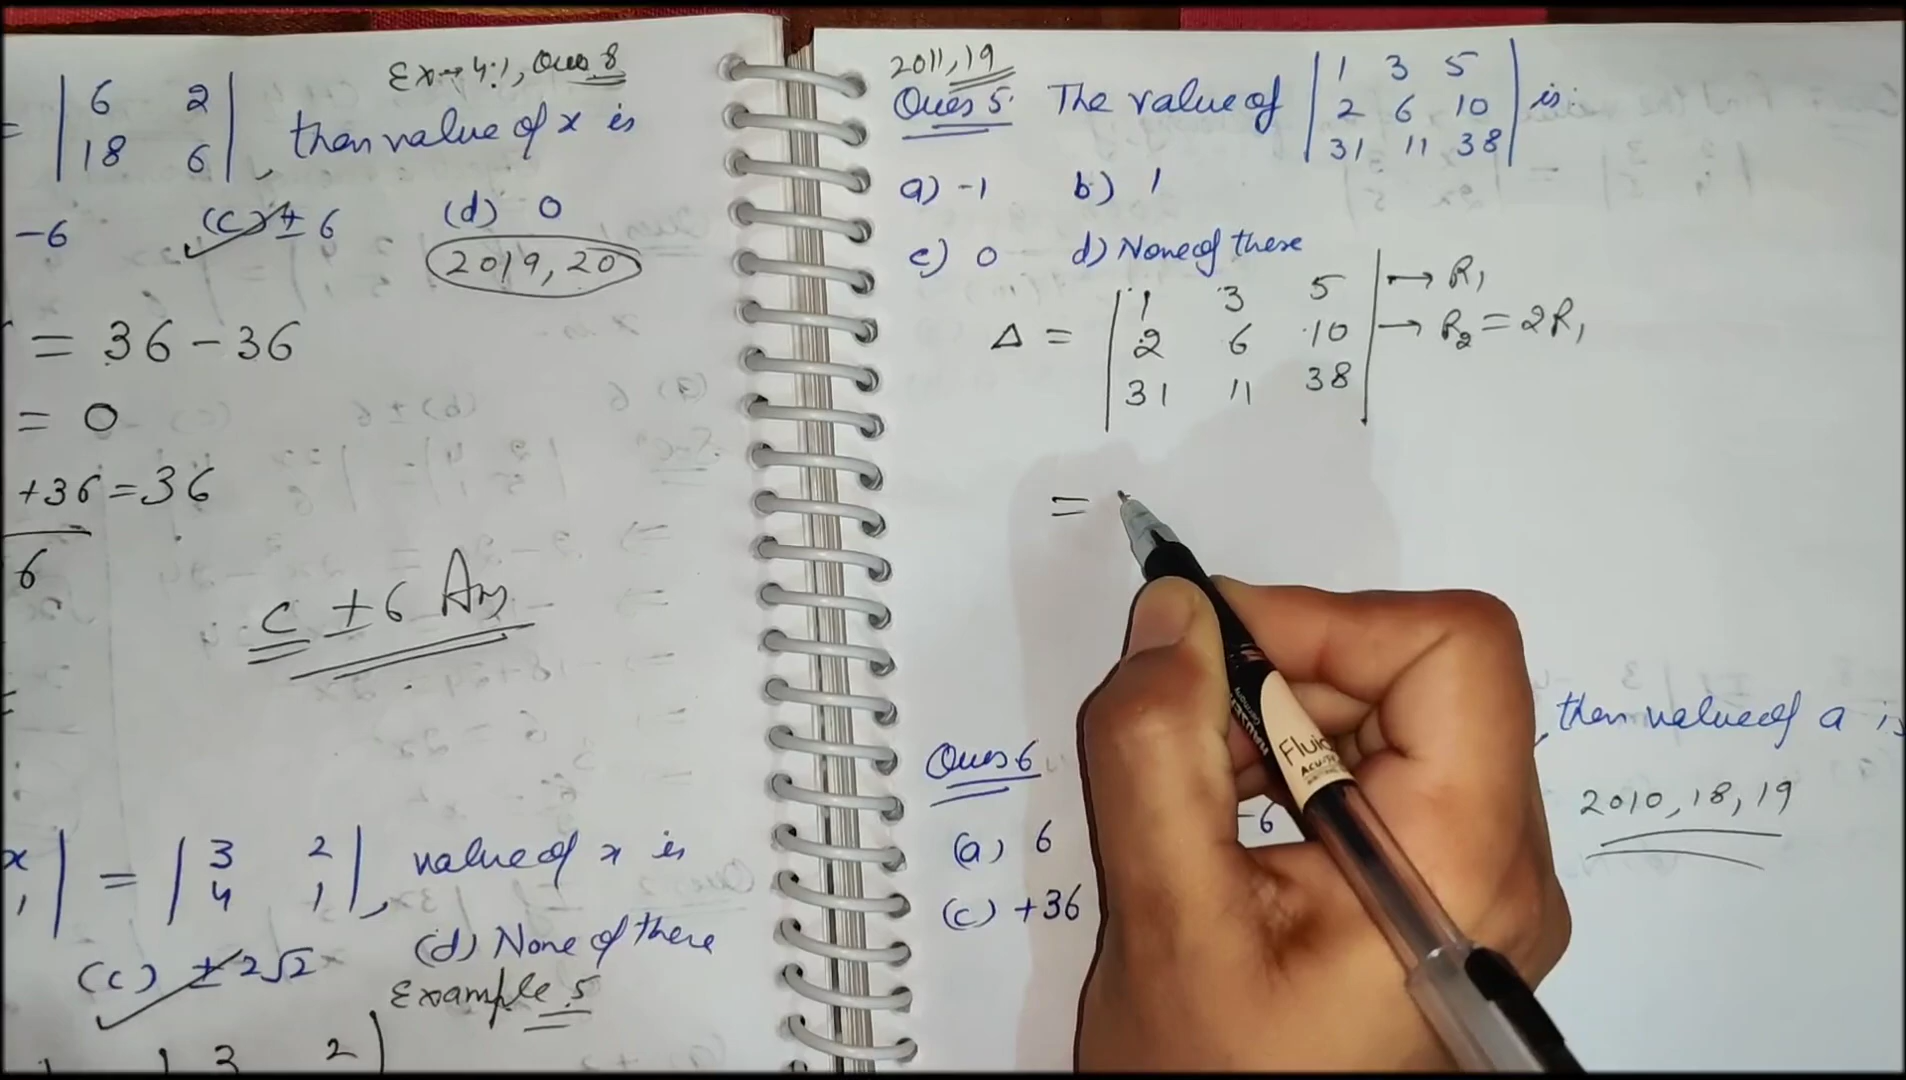 Ex→4.1, Ques 8
= | 6 2 |
| 18 6 |, then value of x is
-6 (c) ± 6 (d) 0
2019, 20
= 36 - 36
= 0
+36 = 36
6
c ± 6 Ans
x | = | 3 2 |, value of x is
1 | | 4 1 |
(c) ± 2√2 (d) None of there
Example 5
3 2
2011, 19
Ques 5. The value of | 1 3 5 | is
| 2 6 10 |
| 31 11 38 |
a) -1 b) 1
c) 0 d) None of these
Δ = | 1 3 5 | → R₁
| 2 6 10 | → R₂ = 2R₁
| 31 11 38 |
=
Ques 6 , then value of a is
2010, 18, 19
(a) 6 -6
(c) +36
Fluid